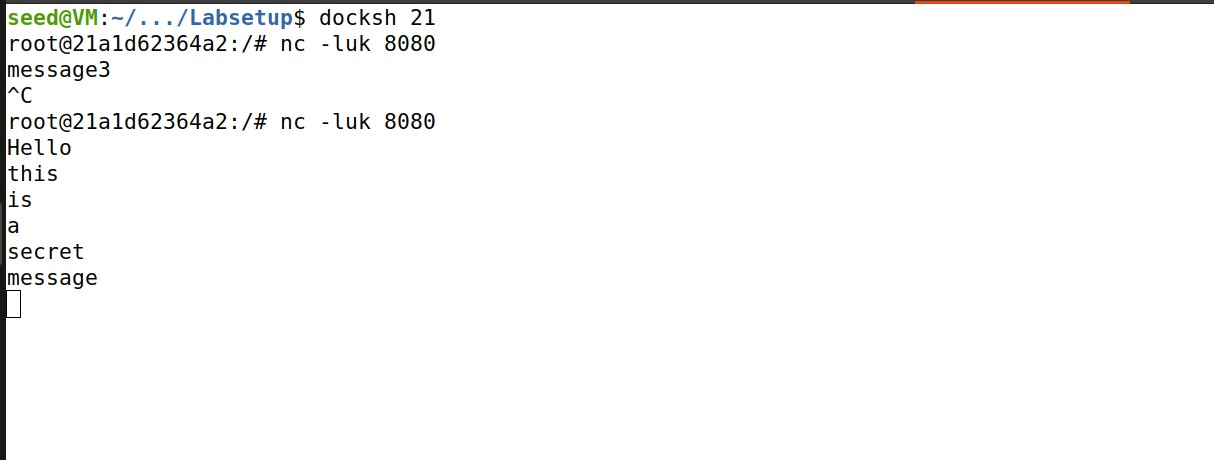 seed@VM:~/.../Labsetup$ docksh 21
root@21a1d62364a2:/# nc -luk 8080
message3
^C
root@21a1d62364a2:/# nc -luk 8080
Hello
this
is
a
secret
message